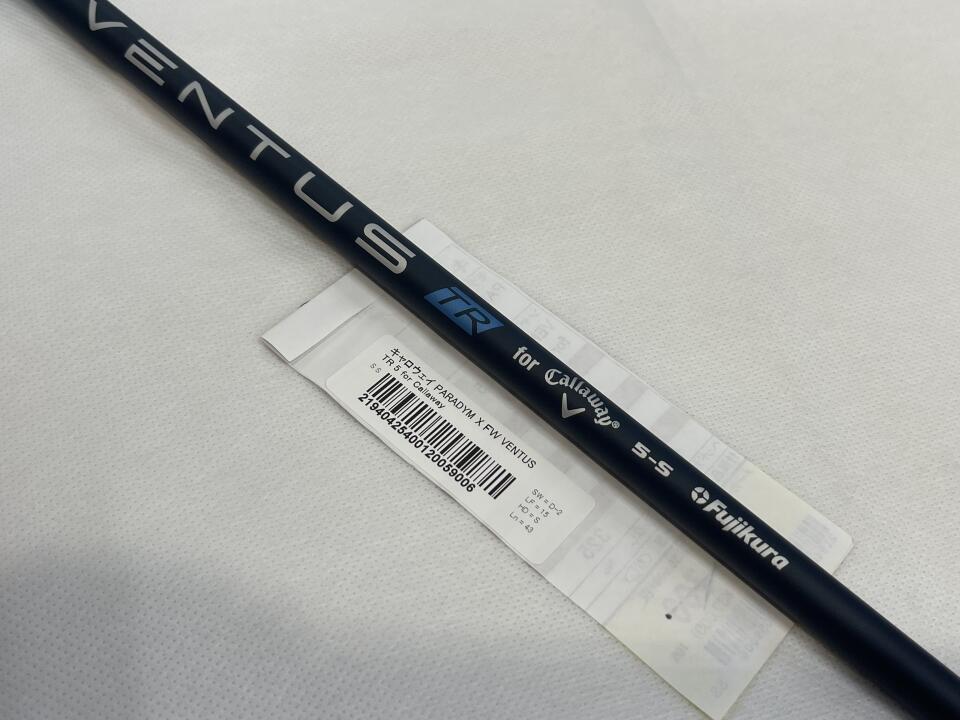 VENTUS TR for Callaway® 5-S Fujikura
キャロウェイ PARADYM X FW VENTUS
TR 5 for Callaway
S S
21940425400120059006
SW = D-2
LF = 15
HD = S
Ln = 43